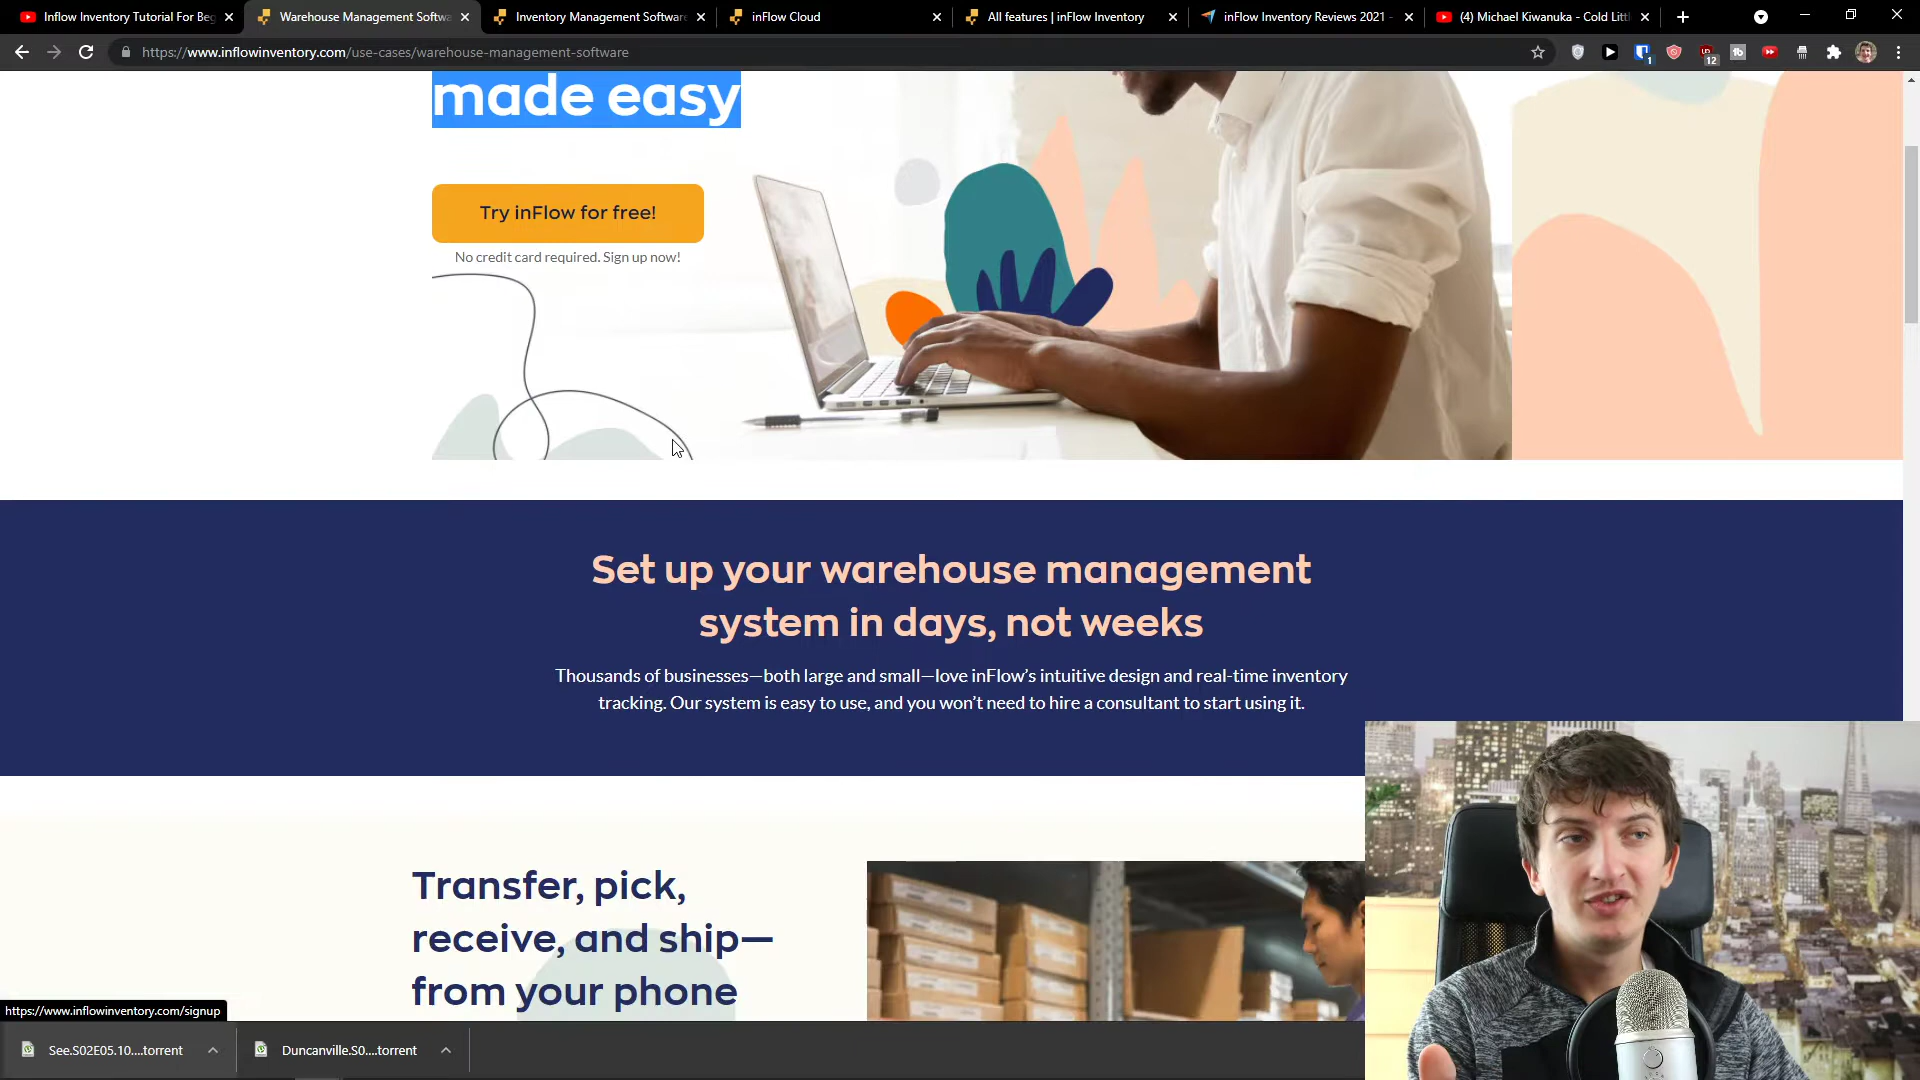 Inflow Inventory Tutorial For Beg
Warehouse Management Softwa
Inventory Management Software
inFlow Cloud
All features | inFlow Inventory
inFlow Inventory Reviews 2021 -
(4) Michael Kiwanuka - Cold Littl
https://www.inflowinventory.com/use-cases/warehouse-management-software
1
12
made easy
Try inFlow for free!
No credit card required. Sign up now!
Set up your warehouse management
system in days, not weeks
Thousands of businesses—both large and small—love inFlow’s intuitive design and real-time inventory
tracking. Our system is easy to use, and you won’t need to hire a consultant to start using it.
Transfer, pick,
receive, and ship—
from your phone
https://www.inflowinventory.com/signup
See.S02E05.10....torrent
Duncanville.S0....torrent